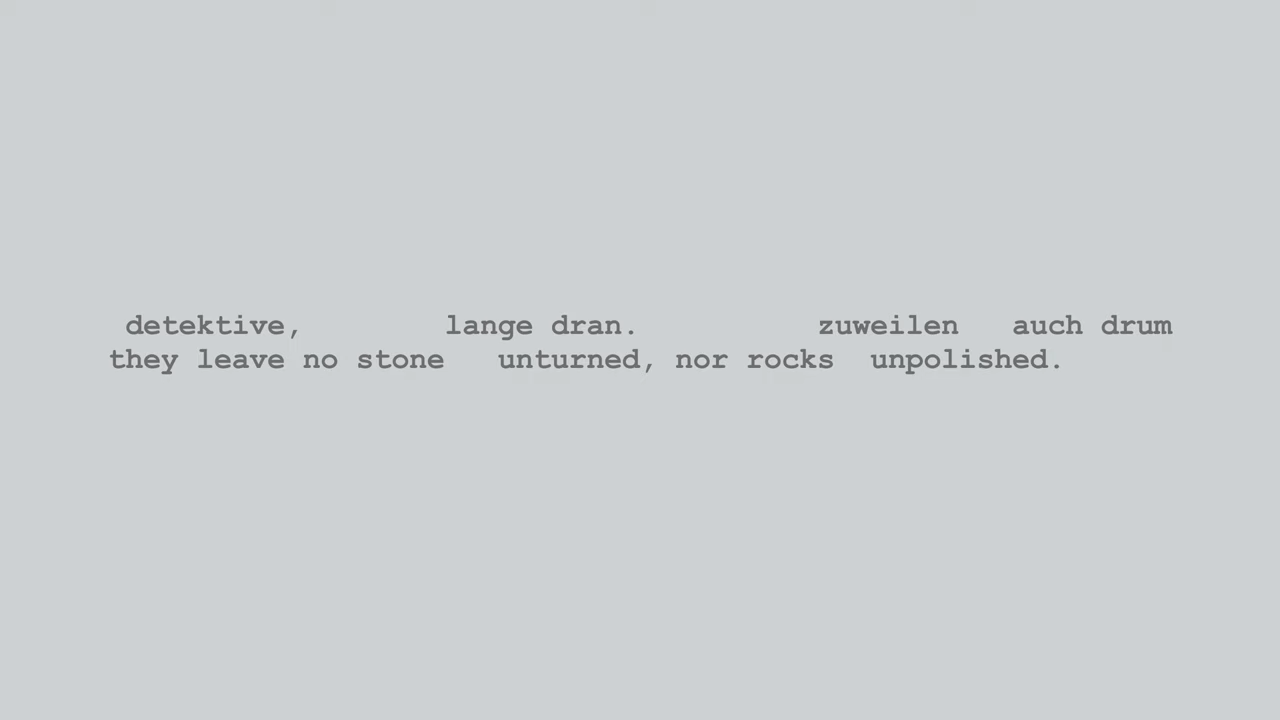 detektive, lange dran. zuweilen auch drum
they leave no stone unturned, nor rocks unpolished.